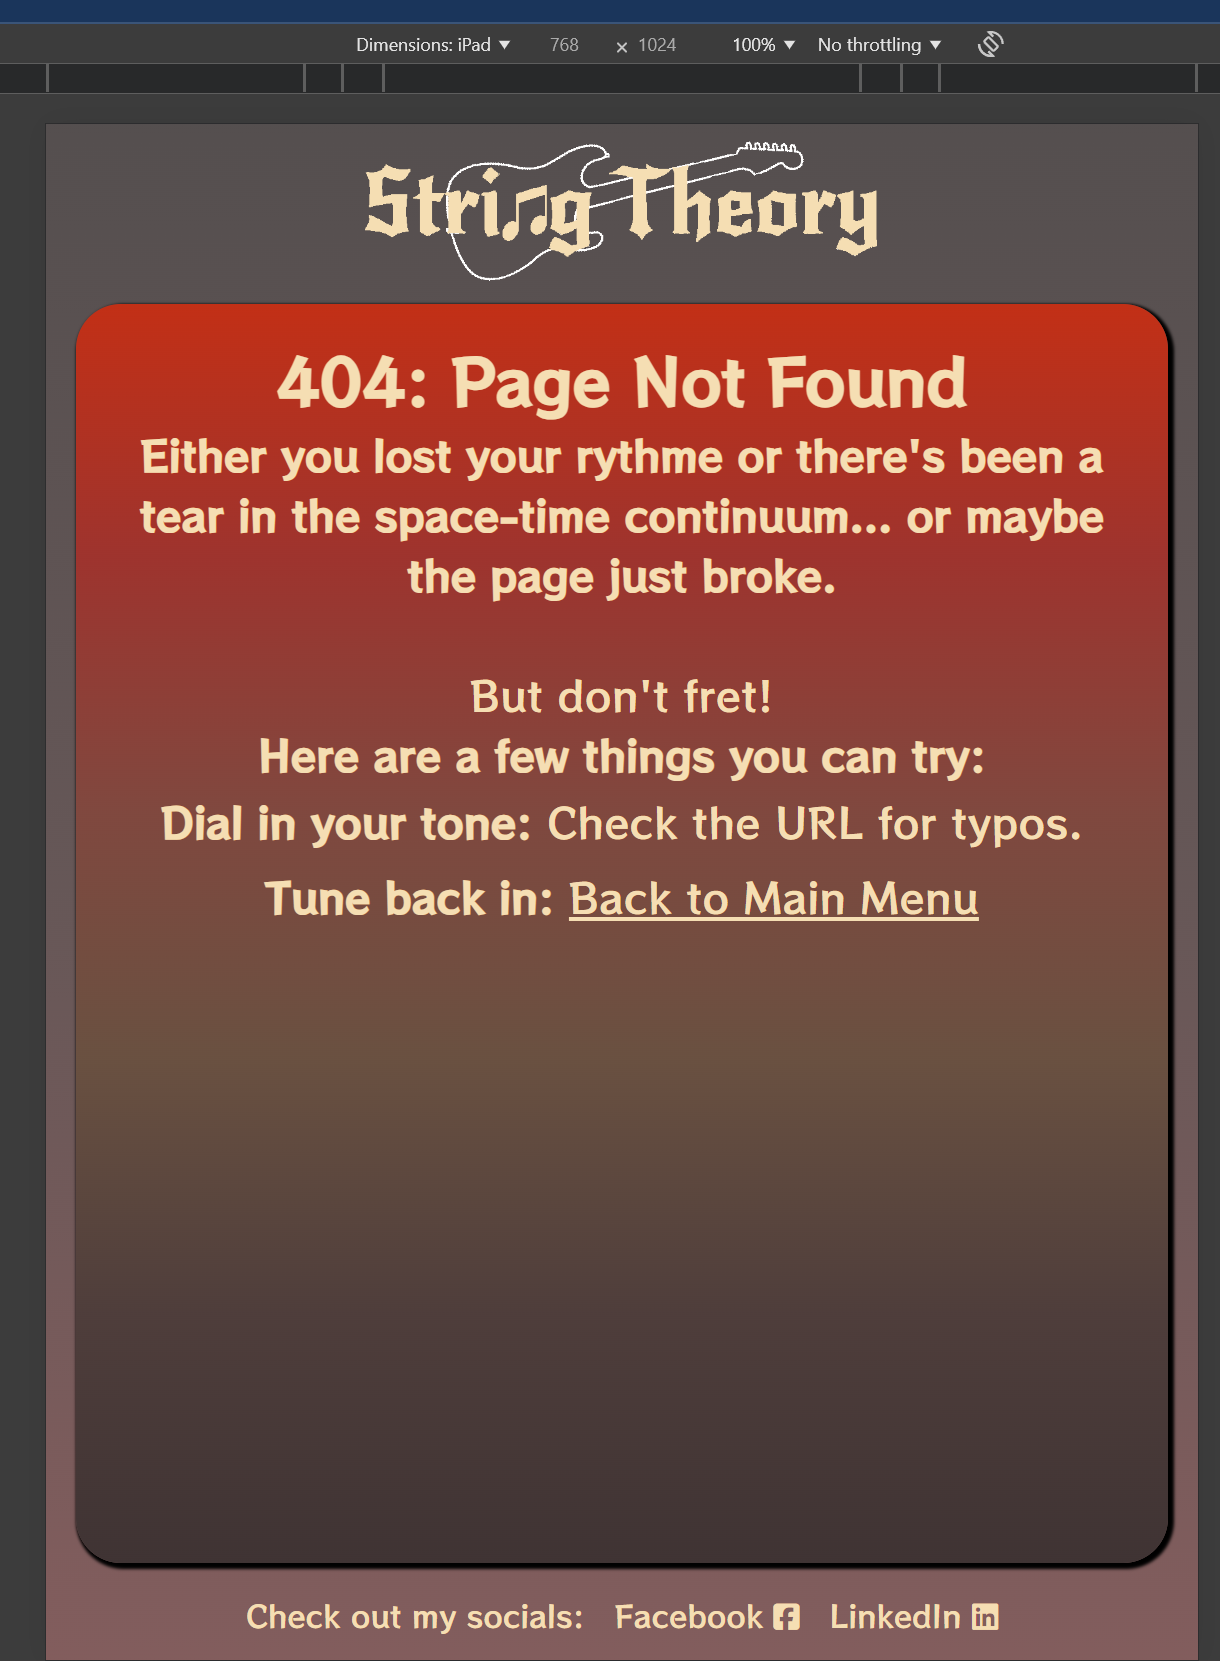 Dimensions: iPad 768 × 1024 100% No throttling
String Theory
404: Page Not Found
Either you lost your rythme or there's been a
tear in the space-time continuum... or maybe
the page just broke.
But don't fret!
Here are a few things you can try:
Dial in your tone: Check the URL for typos.
Tune back in: Back to Main Menu
Check out my socials: Facebook LinkedIn